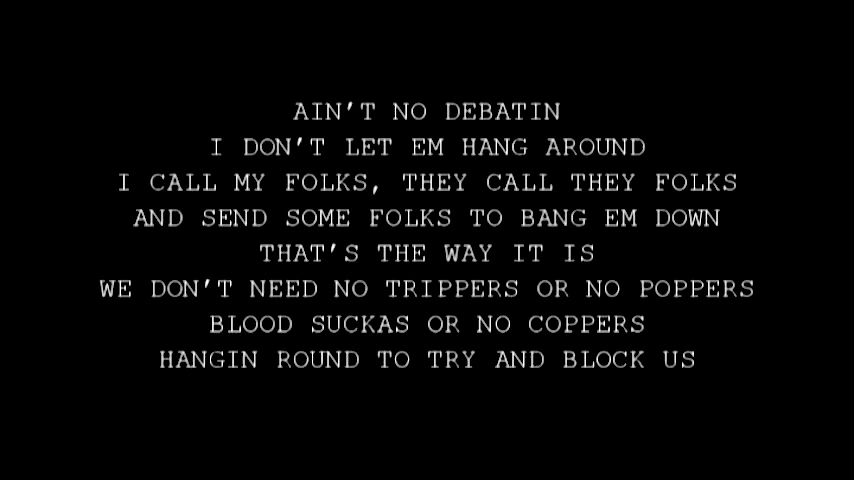 AIN'T NO DEBATIN
I DON'T LET EM HANG AROUND
I CALL MY FOLKS, THEY CALL THEY FOLKS
AND SEND SOME FOLKS TO BANG EM DOWN
THAT'S THE WAY IT IS
WE DON'T NEED NO TRIPPERS OR NO POPPERS
BLOOD SUCKAS OR NO COPPERS
HANGIN ROUND TO TRY AND BLOCK US